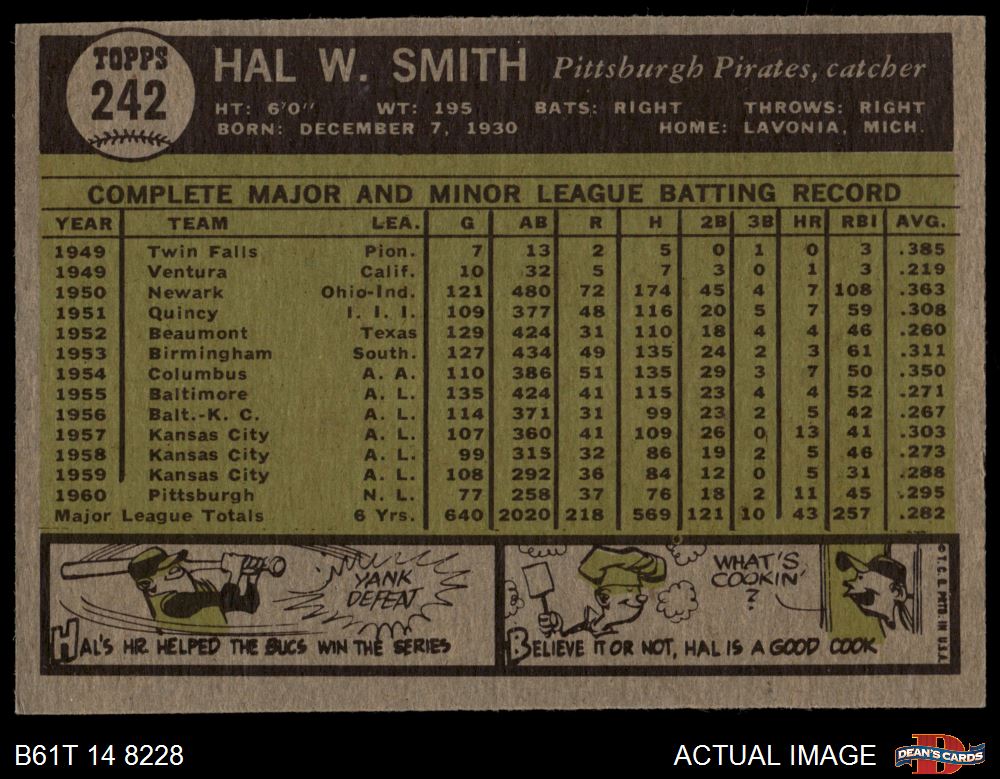 TOPPS
242
HAL W. SMITH Pittsburgh Pirates, catcher
HT: 6'0" WT: 195 BATS: RIGHT THROWS: RIGHT
BORN: DECEMBER 7, 1930 HOME: LAVONIA, MICH.
COMPLETE MAJOR AND MINOR LEAGUE BATTING RECORD
YEAR TEAM LEA. G AB R H 2B 3B HR RBI AVG.
1949 Twin Falls Pion. 7 13 2 5 0 1 0 3 .385
1949 Ventura Calif. 10 32 5 7 3 0 1 3 .219
1950 Newark Ohio-Ind. 121 480 72 174 45 4 7 108 .363
1951 Quincy I. I. I. 109 377 48 116 20 5 7 59 .308
1952 Beaumont Texas 129 424 31 110 18 4 4 46 .260
1953 Birmingham South. 127 434 49 135 24 2 3 61 .311
1954 Columbus A. A. 110 386 51 135 29 3 7 50 .350
1955 Baltimore A. L. 135 424 41 115 23 4 4 52 .271
1956 Balt.-K. C. A. L. 114 371 31 99 23 2 5 42 .267
1957 Kansas City A. L. 107 360 41 109 26 0 13 41 .303
1958 Kansas City A. L. 99 315 32 86 19 2 5 46 .273
1959 Kansas City A. L. 108 292 36 84 12 0 5 31 .288
1960 Pittsburgh N. L. 77 258 37 76 18 2 11 45 .295
Major League Totals 6 Yrs. 640 2020 218 569 121 10 43 257 .282
YANK
DEFEAT
HAL'S HR. HELPED THE BUCS WIN THE SERIES
WHAT'S
COOKIN'
?
BELIEVE IT OR NOT, HAL IS A GOOD COOK
© T.C.G. PRTD. IN U.S.A.
B61T 14 8228
ACTUAL IMAGE
DEAN'S CARDS